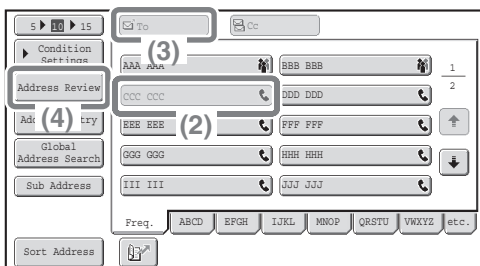 5 10 15
To
Cc
(3)
Condition Settings
AAA AAA
BBB BBB
1
2
Address Review
CCC CCC
DDD DDD
(4)
(2)
EEE EEE
FFF FFF
Global
Address Search
GGG GGG
HHH HHH
Sub Address
III III
JJJ JJJ
Freq.
ABCD
EFGH
IJKL
MNOP
QRSTU
VWXYZ
etc.
Sort Address